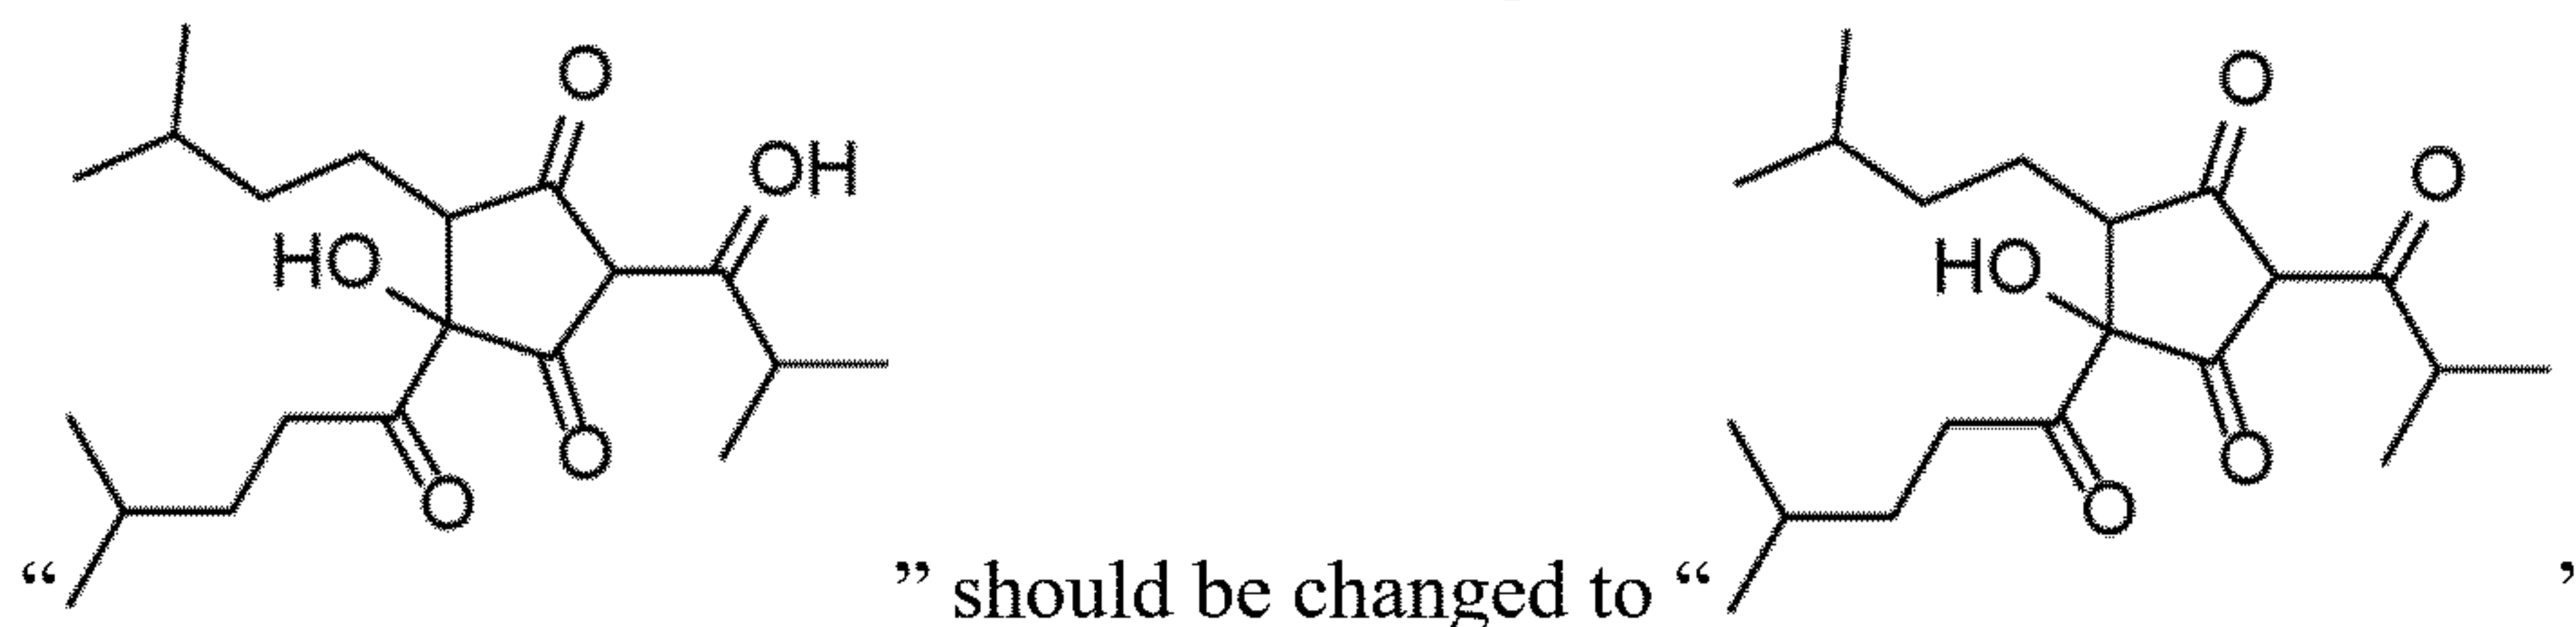 O O
OH O
HO HO
O O
O O
“ ” should be changed to “ ’